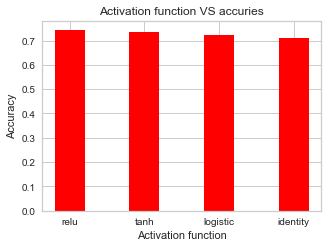 Activation function VS accuries
0.7
0.6
0.5
0.4
0.3
0.2
0.1
0.0
Accuracy
relu tanh logistic identity
Activation function